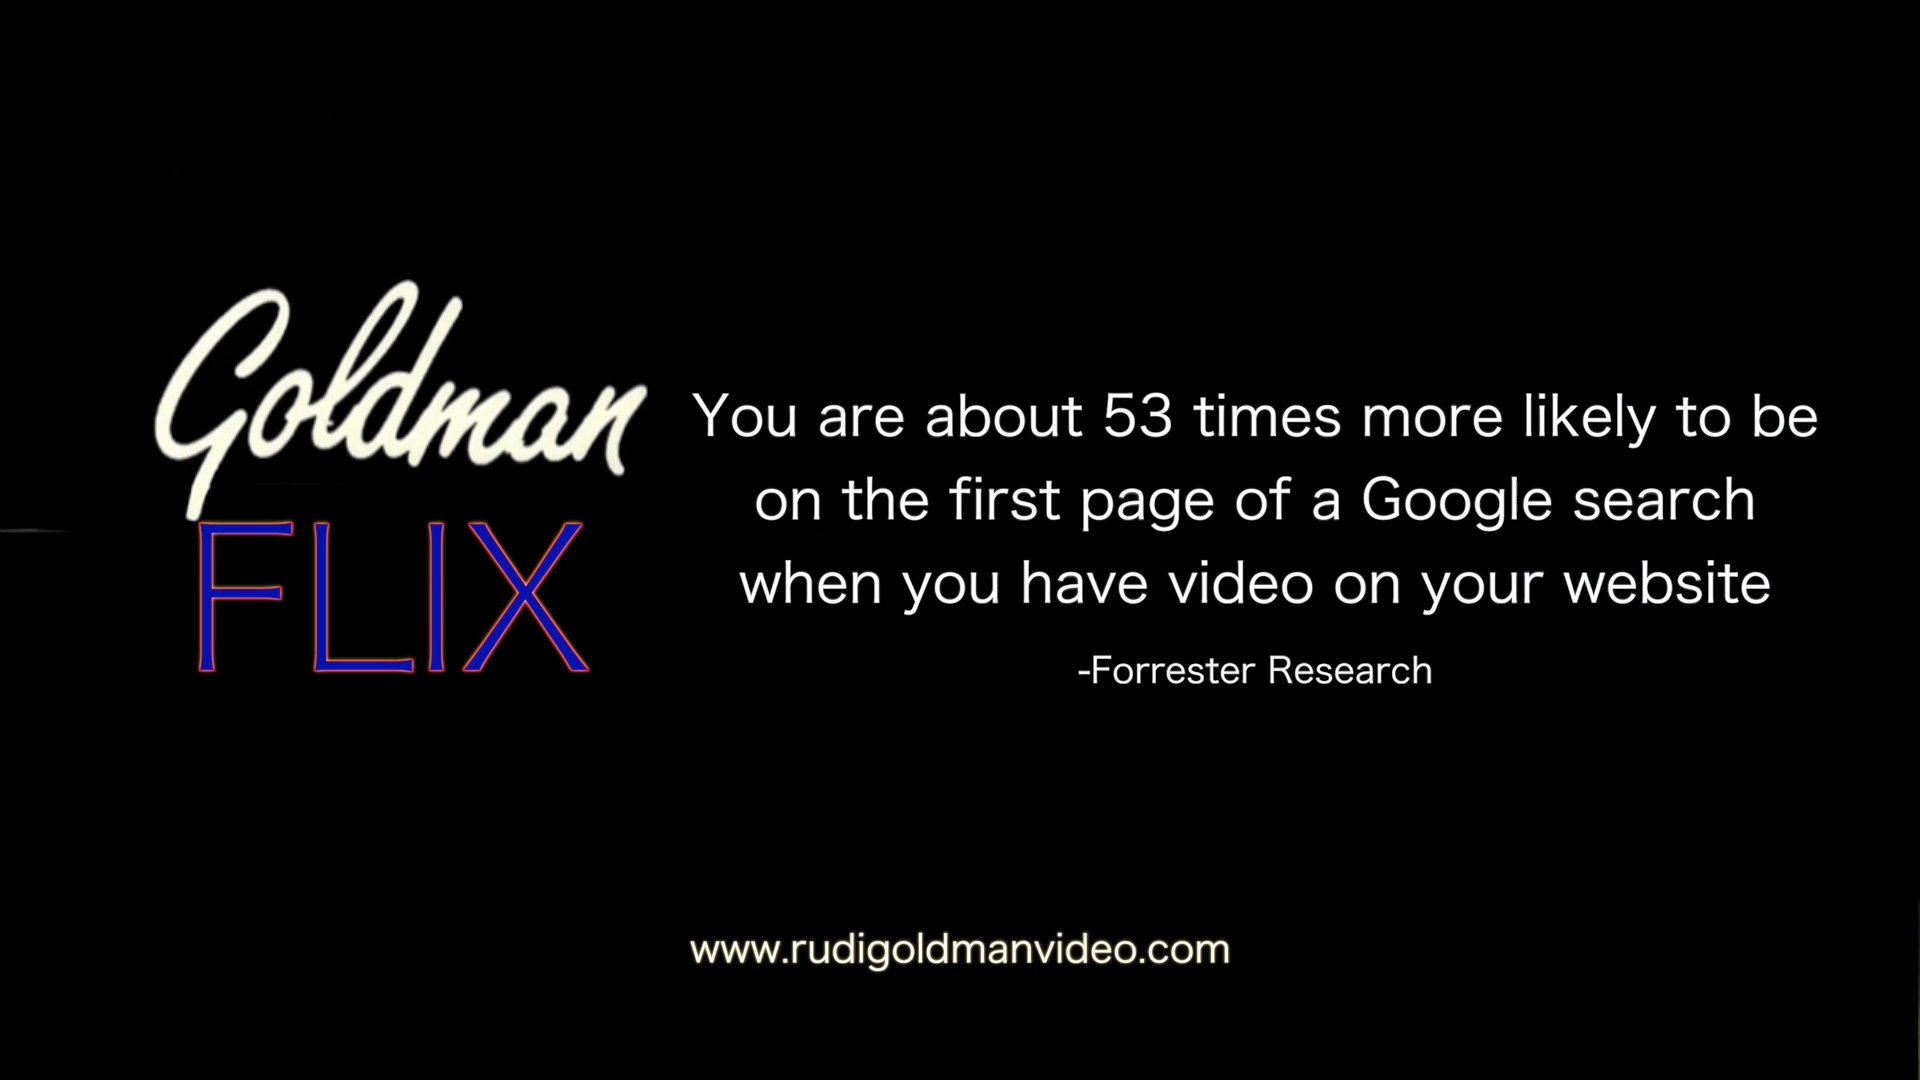 Goldman
FLIX
You are about 53 times more likely to be
on the first page of a Google search
when you have video on your website
-Forrester Research
www.rudigoldmanvideo.com